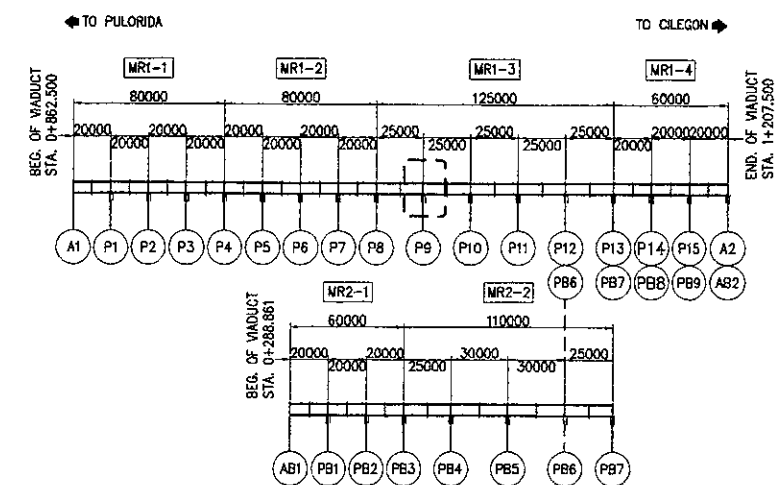 TO PULORIDA
TO CILEGON
MR1-1 MR1-2 MR1-3 MR1-4
80000 80000 125000 60000
BEG. OF VIADUCT
STA. 0+862.500
20000 20000 20000 20000 20000 20000 20000 20000 25000 25000 25000 25000 25000 20000 20000 20000
END. OF VIADUCT
STA. 1+207.500
A1 P1 P2 P3 P4 P5 P6 P7 P8 P9 P10 P11 P12 P13 P14 P15 A2
PB6 PB7 PB8 PB9 AB2
MR2-1 MR2-2
60000 110000
BEG. OF VIADUCT
STA. 0+288.861
20000 20000 20000 25000 30000 30000 25000
AB1 PB1 PB2 PB3 PB4 PB5 PB6 PB7